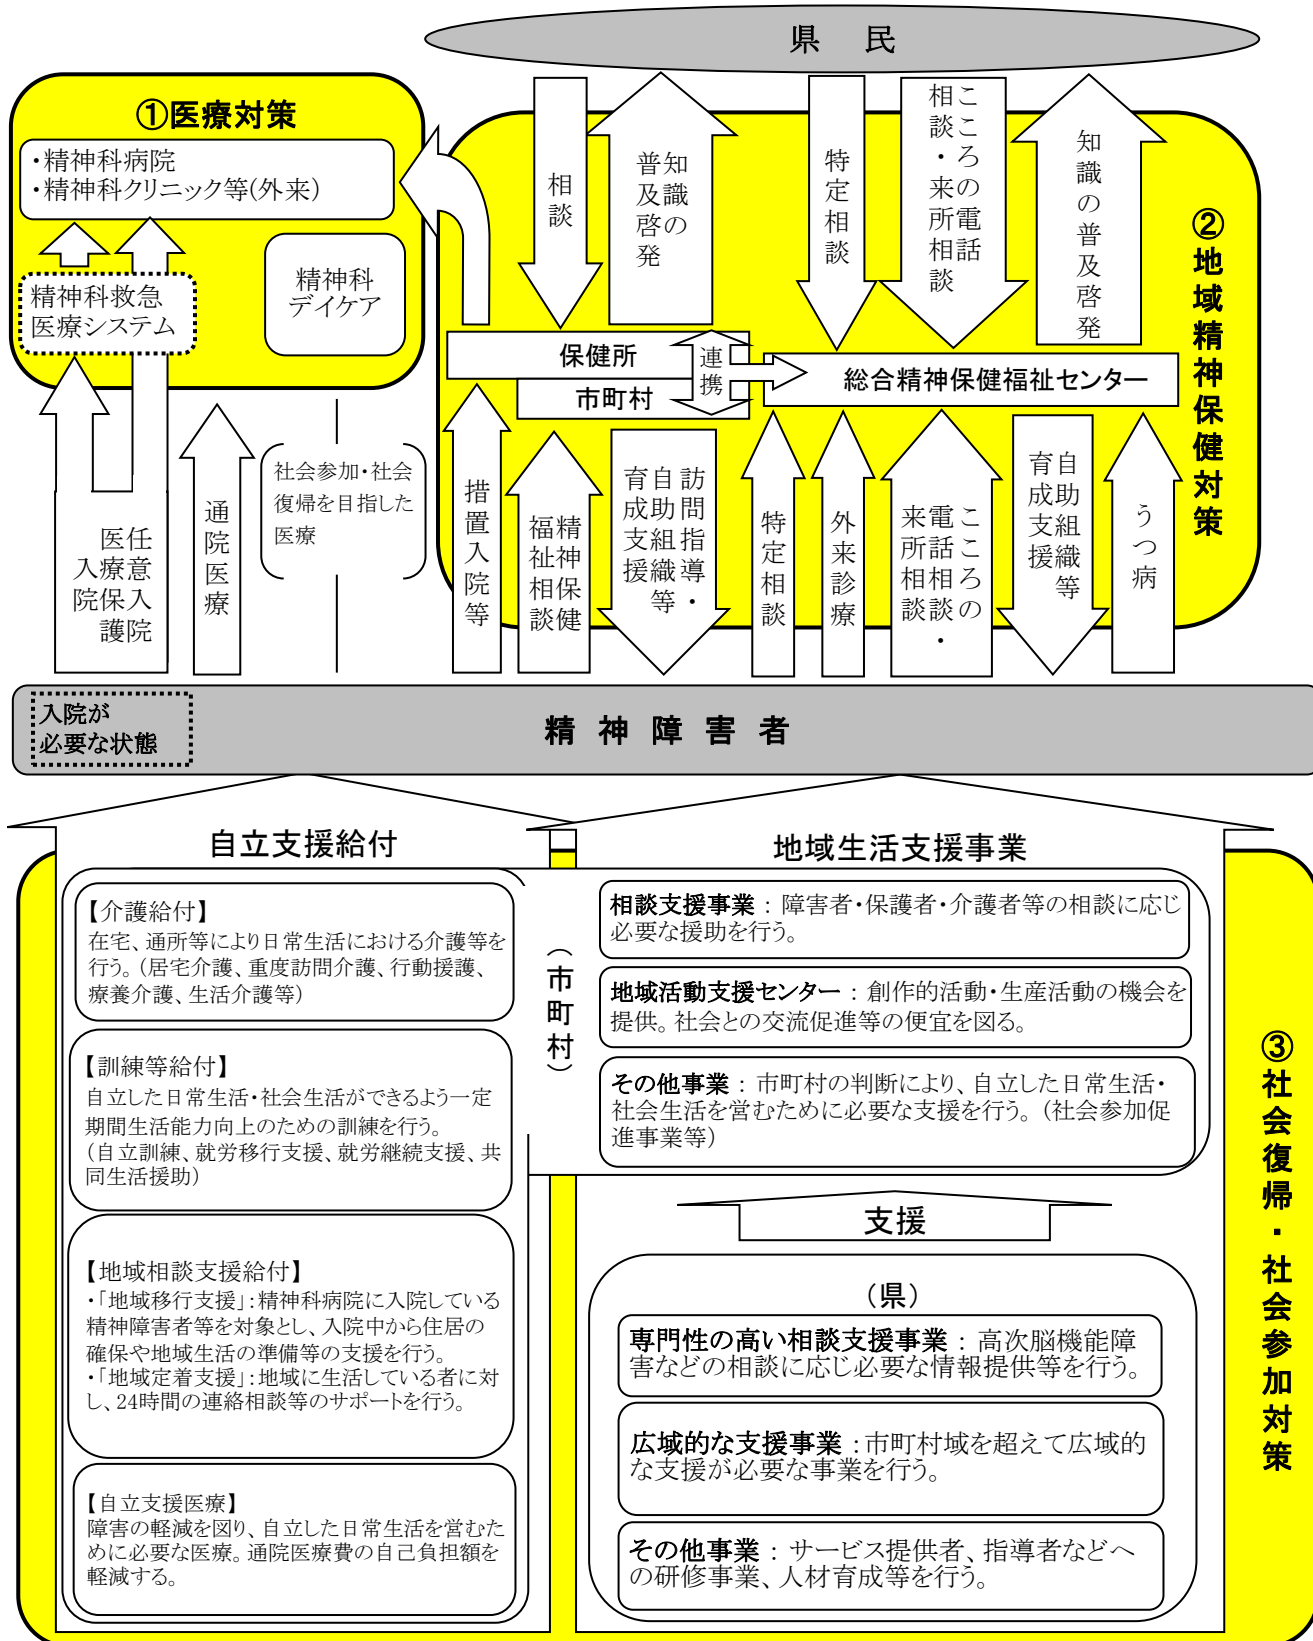 県　民
①医療対策
・精神科病院
・精神科クリニック等(外来)
精神科救急
医療システム
精神科
デイケア
相談
知識の
普及啓発
特定相談
こころの電話
相談・来所相談
知識の普及啓発
②地域精神保健対策
保健所
市町村
連携
総合精神保健福祉センター
任意入院
医療保護
入院
通院医療
社会参加・社会
復帰を目指した
医療
措置入院等
精神保健
福祉相談
訪問指導・
自助組織等
育成支援
特定相談
外来診療
こころの
電話相談・
来所相談
自助組織等
育成支援
うつ病
入院が
必要な状態
精 神 障 害 者
自立支援給付
【介護給付】
在宅、通所等により日常生活における介護等を
行う。(居宅介護、重度訪問介護、行動援護、
療養介護、生活介護等)
【訓練等給付】
自立した日常生活・社会生活ができるよう一定
期間生活能力向上のための訓練を行う。
(自立訓練、就労移行支援、就労継続支援、共
同生活援助)
【地域相談支援給付】
・「地域移行支援」：精神科病院に入院している
精神障害者等を対象とし、入院中から住居の
確保や地域生活の準備等の支援を行う。
・「地域定着支援」：地域に生活している者に対
し、24時間の連絡相談等のサポートを行う。
【自立支援医療】
障害の軽減を図り、自立した日常生活を営むた
めに必要な医療。通院医療費の自己負担額を
軽減する。
地域生活支援事業
(市町村)
相談支援事業 ： 障害者・保護者・介護者等の相談に応じ
必要な援助を行う。
地域活動支援センター ： 創作的活動・生産活動の機会を
提供。社会との交流促進等の便宜を図る。
その他事業 ： 市町村の判断により、自立した日常生活・
社会生活を営むために必要な支援を行う。(社会参加促
進事業等)
支援
(県)
専門性の高い相談支援事業 ： 高次脳機能障
害などの相談に応じ必要な情報提供等を行う。
広域的な支援事業 ：市町村域を超えて広域的
な支援が必要な事業を行う。
その他事業 ： サービス提供者、指導者などへ
の研修事業、人材育成等を行う。
③社会復帰・社会参加対策